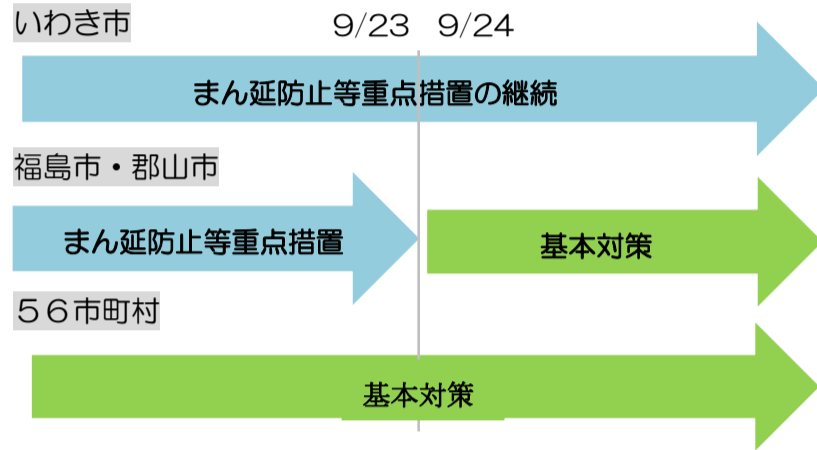 いわき市
9/23 9/24
まん延防止等重点措置の継続
福島市・郡山市
まん延防止等重点措置
基本対策
５６市町村
基本対策